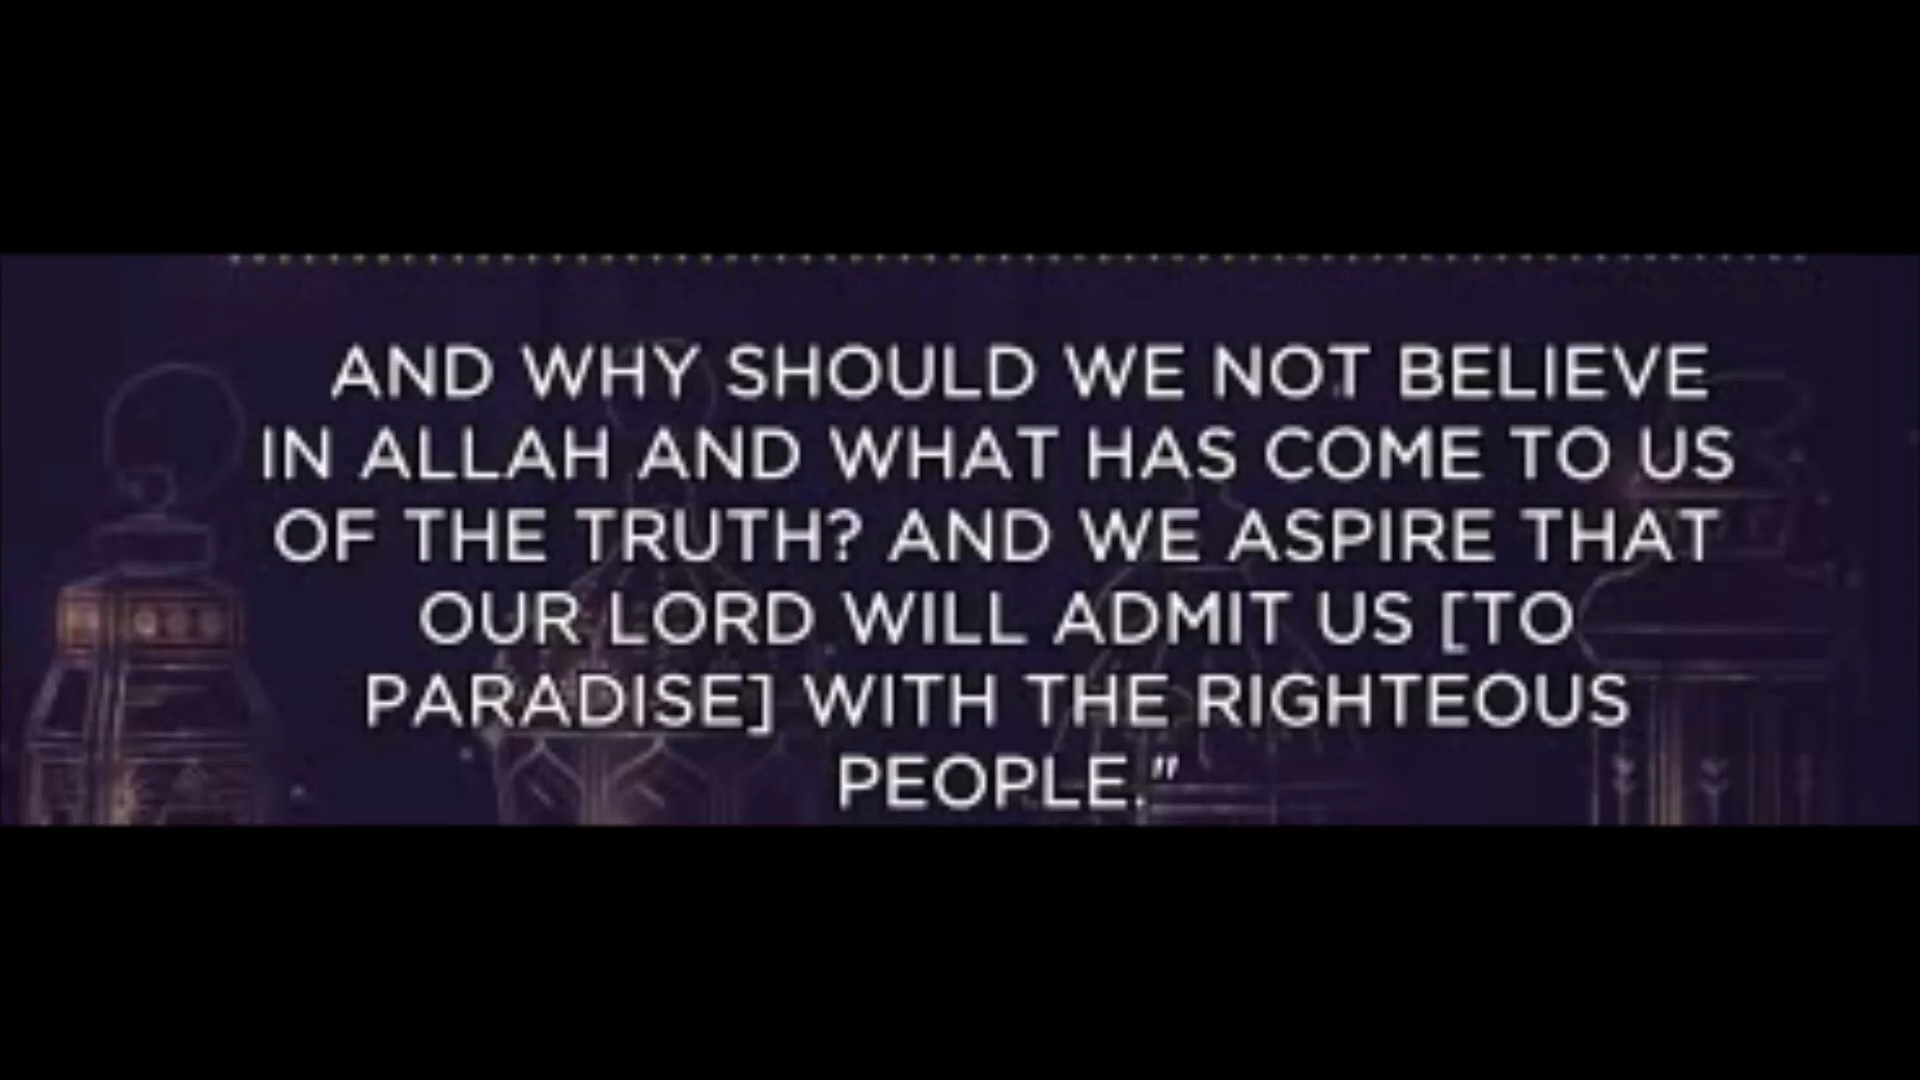 AND WHY SHOULD WE NOT BELIEVE
IN ALLAH AND WHAT HAS COME TO US
OF THE TRUTH? AND WE ASPIRE THAT
OUR LORD WILL ADMIT US [TO
PARADISE] WITH THE RIGHTEOUS
PEOPLE."